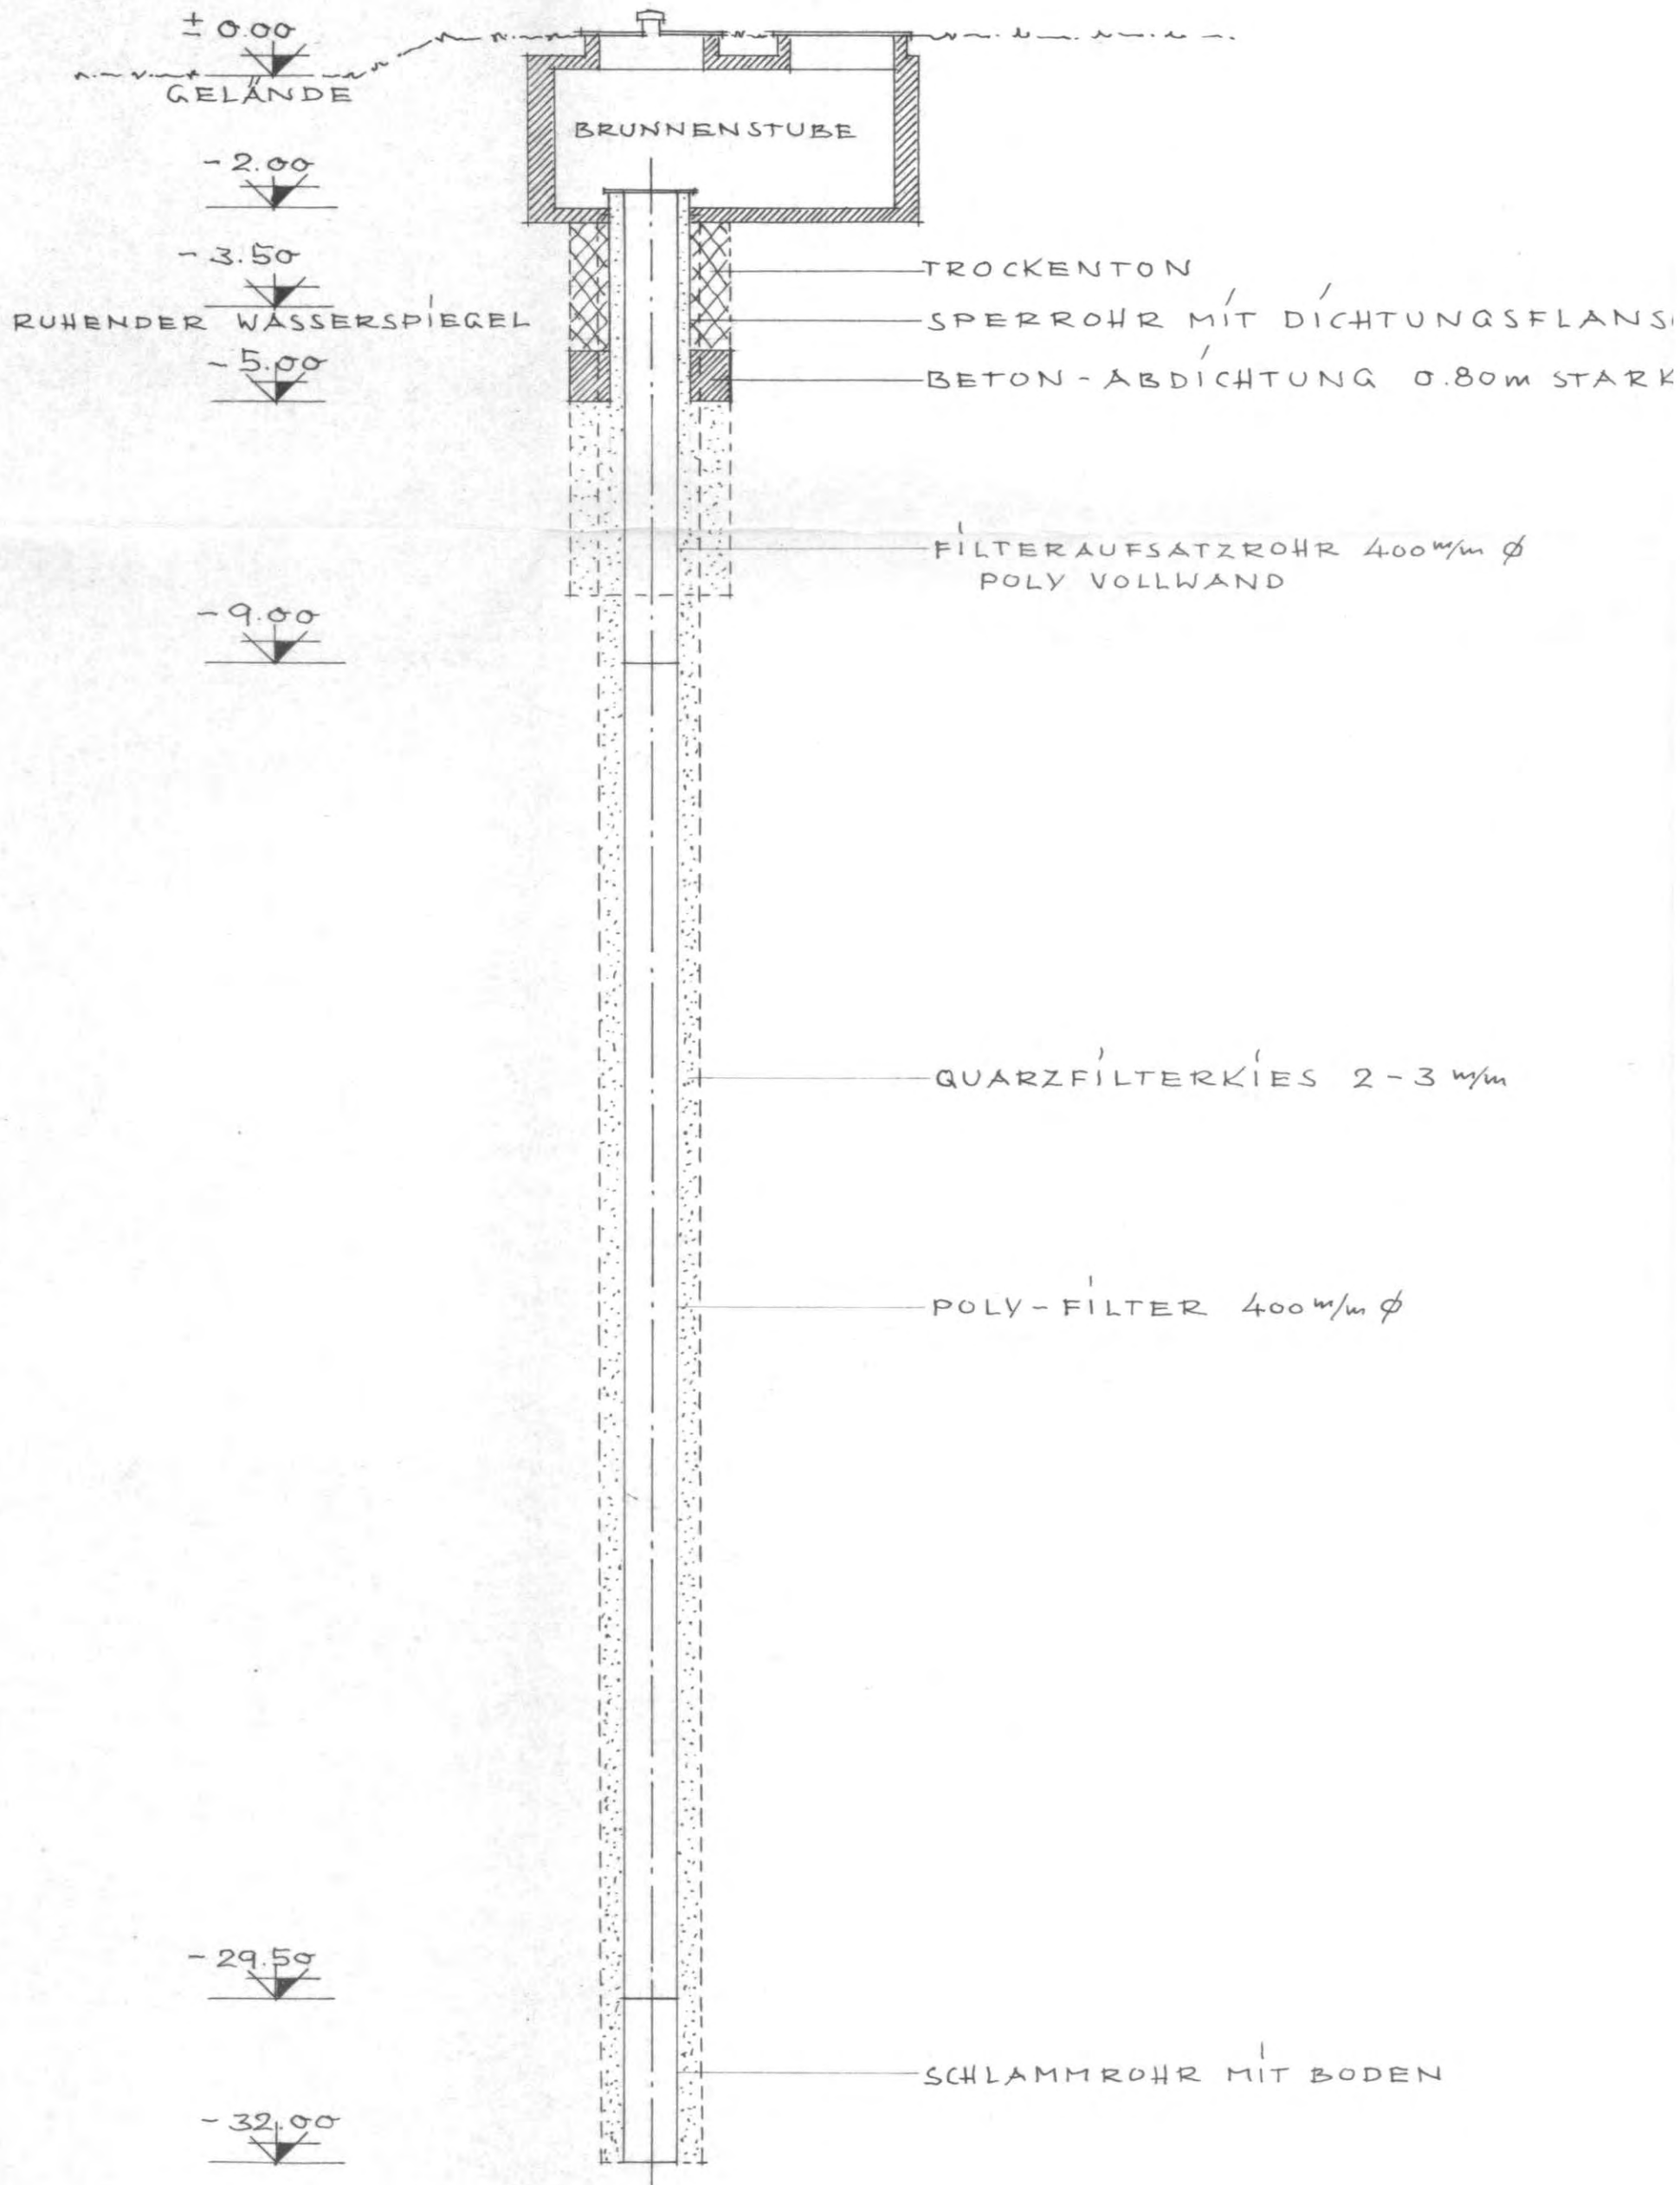 ± 0.00
GELÄNDE
BRUNNENSTUBE
- 2.00
- 3.50
RUHENDER WASSERSPIEGEL
- 5.00
TROCKENTON
SPERROHR MIT DICHTUNGSFLANS
BETON - ABDICHTUNG 0.80m STARK
FILTERAUFSATZROHR 400 m/m ø
POLY VOLLWAND
- 9.00
QUARZFILTERKIES 2 - 3 m/m
POLY - FILTER 400 m/m ø
- 29.50
SCHLAMMROHR MIT BODEN
- 32.00